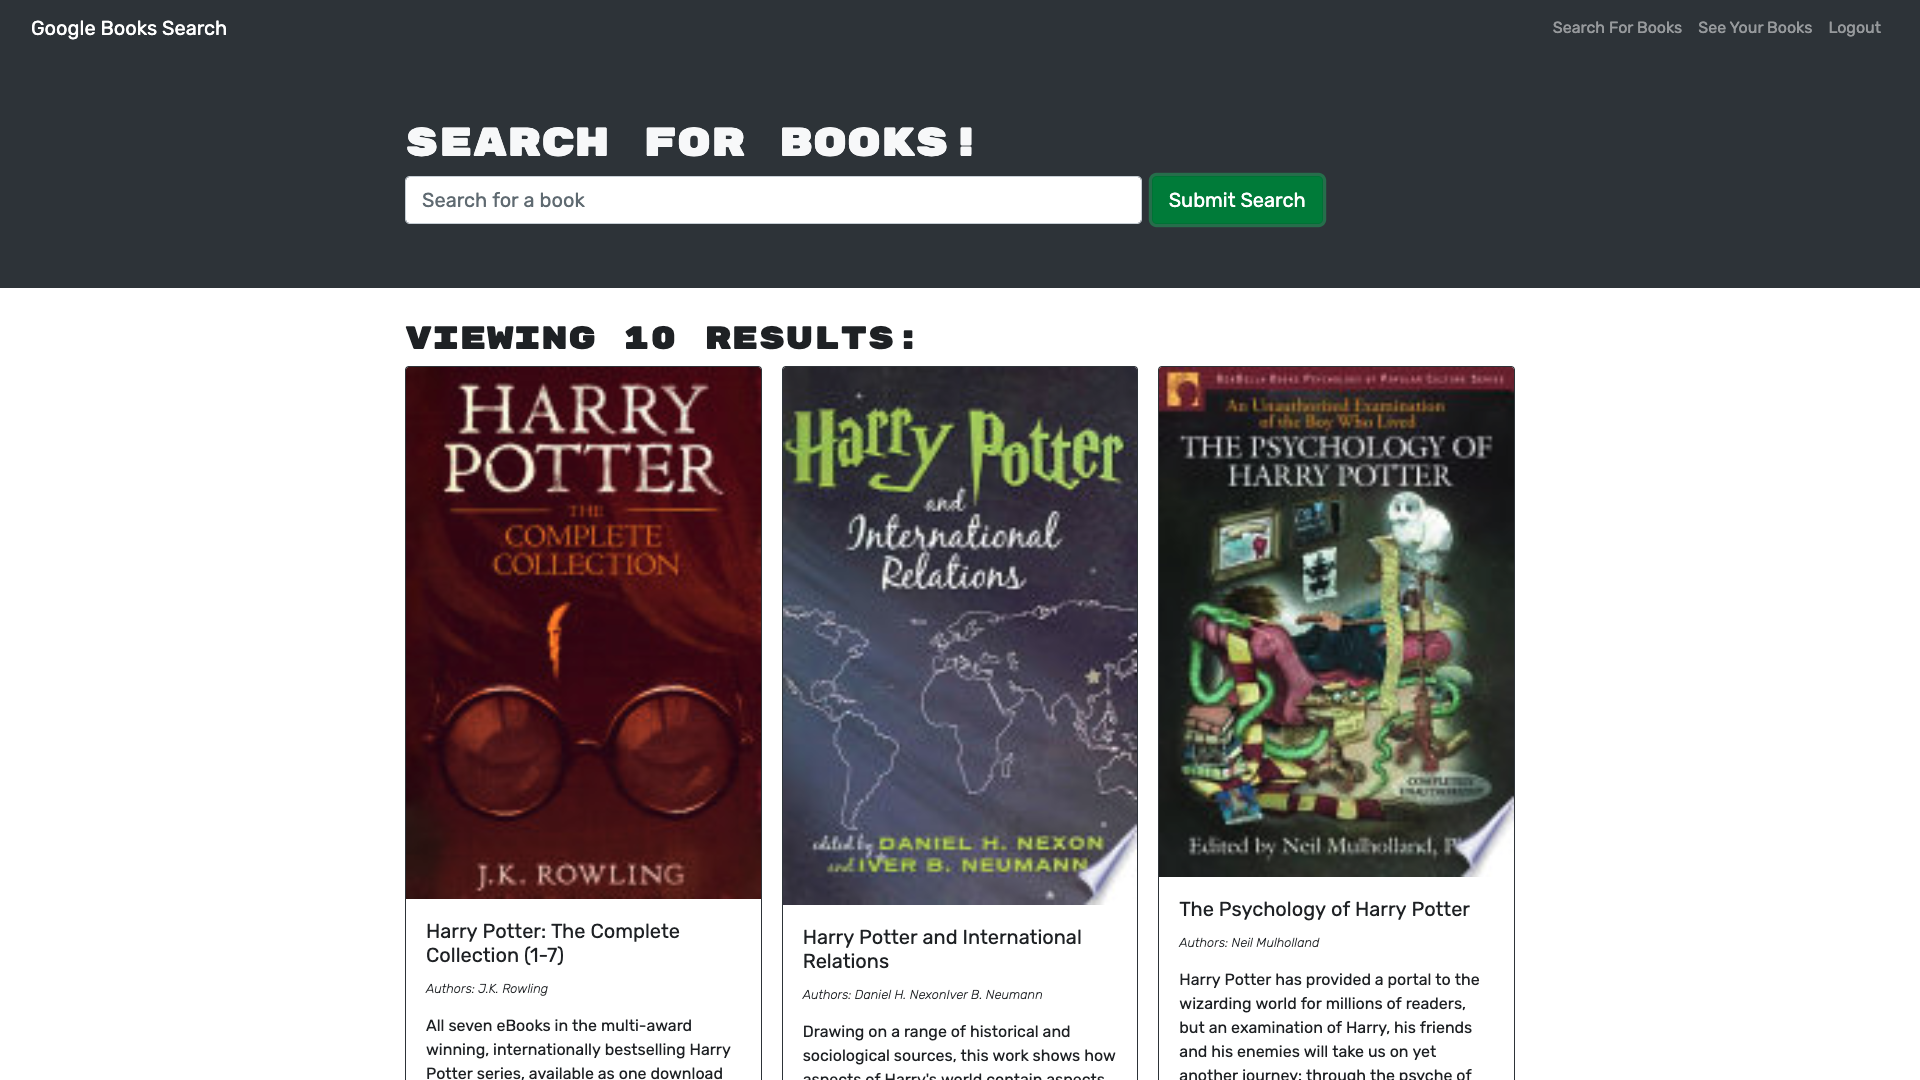 Google Books Search
Search For Books
See Your Books
Logout
SEARCH FOR BOOKS!
Search for a book
Submit Search
VIEWING 10 RESULTS:
HARRY
POTTER
THE
COMPLETE
COLLECTION
J.K. ROWLING
Harry Potter: The Complete
Collection (1-7)
Authors: J.K. Rowling
All seven eBooks in the multi-award
winning, internationally bestselling Harry
Potter series, available as one download
Harry Potter
and
International
Relations
edited by DANIEL H. NEXON
and IVER B. NEUMANN
Harry Potter and International
Relations
Authors: Daniel H. NexonIver B. Neumann
Drawing on a range of historical and
sociological sources, this work shows how
aspects of Harry's world contain aspects
BENBELLA BOOKS PSYCHOLOGY OF POPULAR CULTURE SERIES
An Unauthorized Examination
of the Boy Who Lived
THE PSYCHOLOGY OF
HARRY POTTER
COMPLETELY
UNAUTHORIZED
Edited by Neil Mulholland,
The Psychology of Harry Potter
Authors: Neil Mulholland
Harry Potter has provided a portal to the
wizarding world for millions of readers,
but an examination of Harry, his friends
and his enemies will take us on yet
another journey: through the psyche of